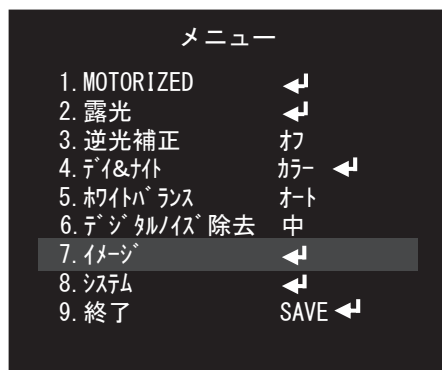 メニュー
1. MOTORIZED ↵
2. 露光 ↵
3. 逆光補正 オフ
4. ﾃﾞｲ&ﾅｲﾄ ｶﾗｰ ↵
5. ﾎﾜｲﾄﾊﾞﾗﾝｽ ｵｰﾄ
6. ﾃﾞｼﾞﾀﾙﾉｲｽﾞ除去 中
7. ｲﾒｰｼﾞ ↵
8. ｼｽﾃﾑ ↵
9. 終了 SAVE ↵